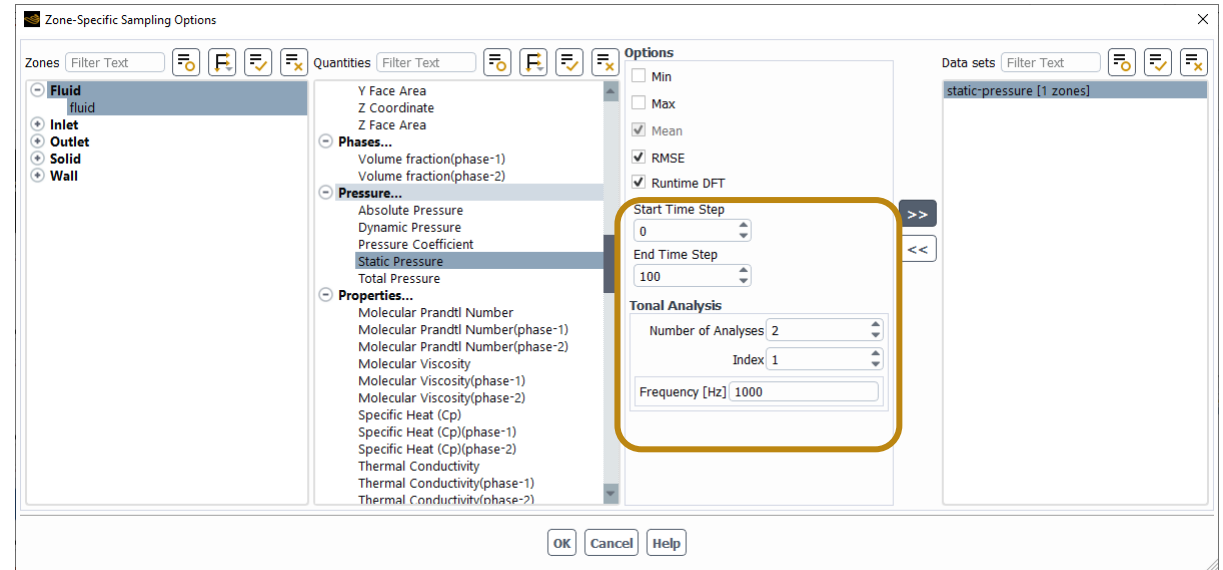 Zone-Specific Sampling Options
Zones Filter Text
Fluid
fluid
Inlet
Outlet
Solid
Wall
Quantities Filter Text
Y Face Area
Z Coordinate
Z Face Area
Phases...
Volume fraction(phase-1)
Volume fraction(phase-2)
Pressure...
Absolute Pressure
Dynamic Pressure
Pressure Coefficient
Static Pressure
Total Pressure
Properties...
Molecular Prandtl Number
Molecular Prandtl Number(phase-1)
Molecular Prandtl Number(phase-2)
Molecular Viscosity
Molecular Viscosity(phase-1)
Molecular Viscosity(phase-2)
Specific Heat (Cp)
Specific Heat (Cp)(phase-1)
Specific Heat (Cp)(phase-2)
Thermal Conductivity
Thermal Conductivity(phase-1)
Thermal Conductivity(phase-2)
Options
Min
Max
Mean
RMSE
Runtime DFT
Start Time Step
0
End Time Step
100
Tonal Analysis
Number of Analyses 2
Index 1
Frequency [Hz] 1000
>>
<<
Data sets Filter Text
static-pressure [1 zones]
OK Cancel Help